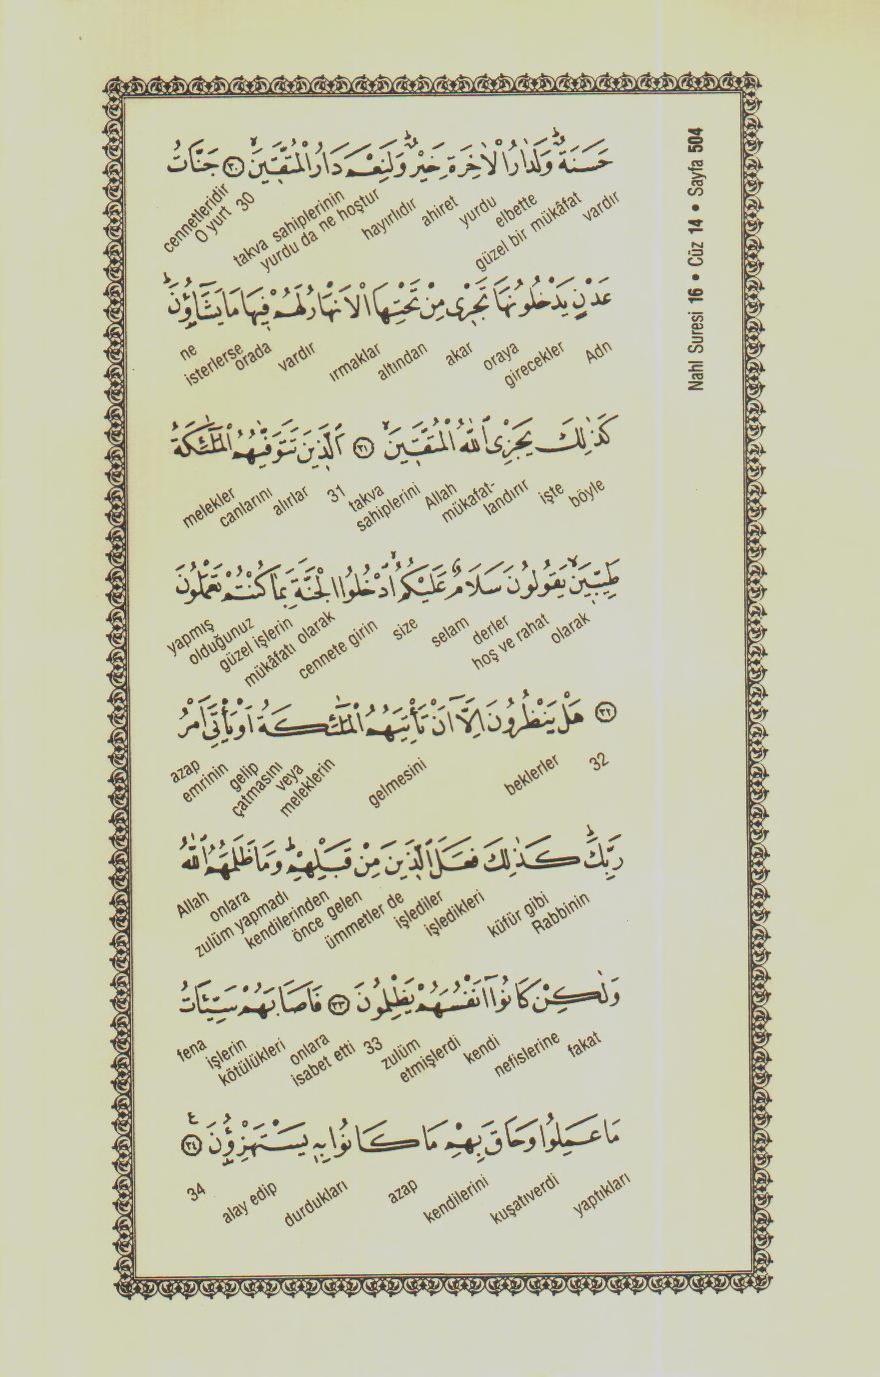 Nahl Suresi 16 • Cüz 14 • Sayfa 504
حَسَنَةٌ وَلَدَارُ الْاٰخِرَةِ خَيْرٌ وَلَنِعْمَ دَارُ الْمُتَّقٖينَ ﴿٣٠﴾ جَنَّاتُ
vardır güzel bir mükâfat elbette yurdu ahiret hayırlıdır yurdu da ne hoştur takva sahiplerinin 30 O yurt cennetleridir
عَدْنٍ يَدْخُلُونَهَا تَجْرٖى مِنْ تَحْتِهَا الْاَنْهَارُ لَهُمْ فٖيهَا مَا يَشَٓاؤُ۫نَ
Adn girecekler oraya akar altından ırmaklar vardır orada isterlerse ne
كَذٰلِكَ يَجْزِى اللّٰهُ الْمُتَّقٖينَ ﴿٣١﴾ اَلَّذٖينَ تَتَوَفّٰيهُمُ الْمَلٰٓئِكَةُ
böyle işte mükafat- landırır Allah sahiplerini takva 31 alırlar canlarını melekler
طَيِّبٖينَ يَقُولُونَ سَلَامٌ عَلَيْكُمُ ادْخُلُوا الْجَنَّةَ بِمَا كُنْتُمْ تَعْمَلُونَ
olarak hoş ve rahat derler selam size cennete girin mükâfatı olarak güzel işlerin olduğunuz yapmış
﴿٣٢﴾ هَلْ يَنْظُرُونَ اِلَّٓا اَنْ تَأْتِيَهُمُ الْمَلٰٓئِكَةُ اَوْ يَأْتِىَ اَمْرُ
32 beklerler gelmesini meleklerin veya çatmasını gelip emrinin azap
رَبِّكَ كَذٰلِكَ فَعَلَ الَّذٖينَ مِنْ قَبْلِهِمْ وَمَا ظَلَمَهُمُ اللّٰهُ
Rabbinin küfür gibi işledikleri işlediler ümmetler de önce gelen kendilerinden zulüm yapmadı onlara Allah
وَلٰكِنْ كَانُٓوا اَنْفُسَهُمْ يَظْلِمُونَ ﴿٣٣﴾ فَاَصَابَهُمْ سَيِّـَٔاتُ
fakat nefislerine kendi etmişlerdi zulüm 33 isabet etti onlara kötülükleri işlerin fena
مَا عَمِلُوا وَحَاقَ بِهِمْ مَا كَانُوا بِهٖ يَسْتَهْزِؤُ۫نَ ﴿٣٤﴾ ع
yaptıkları kuşatıverdi kendilerini azap durdukları alay edip 34